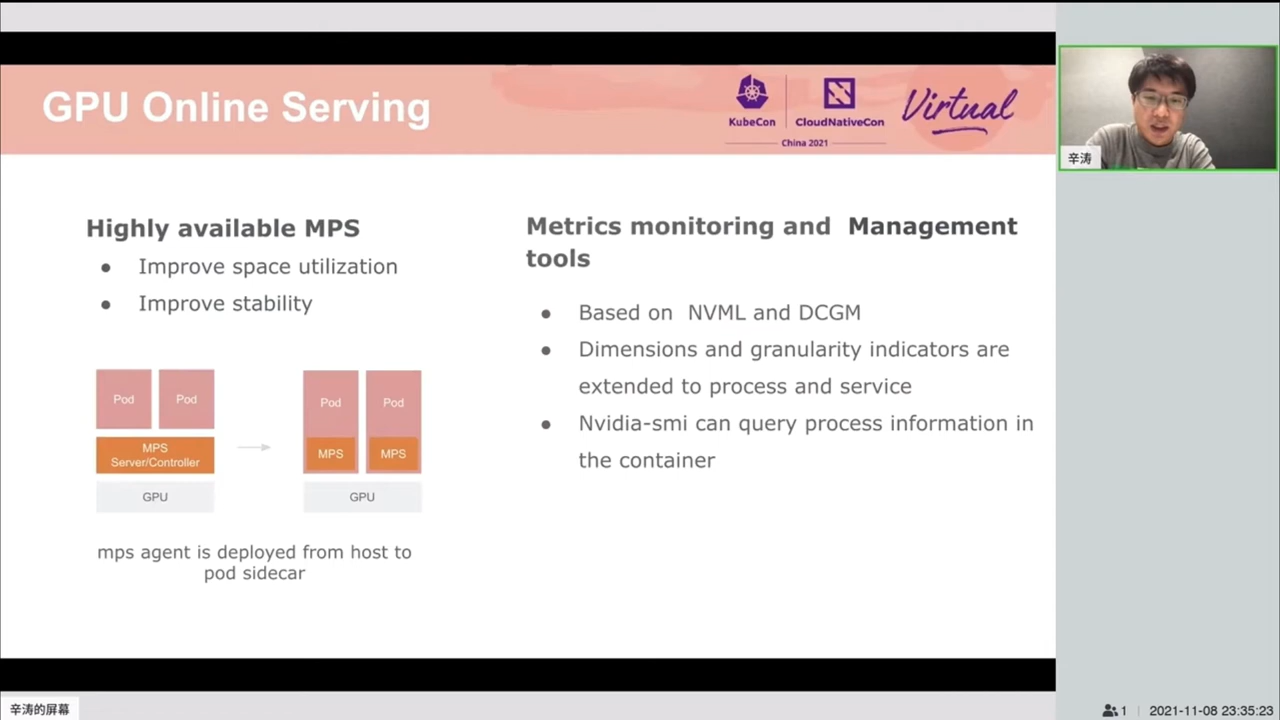 GPU Online Serving
KubeCon
CloudNativeCon
China 2021
Virtual
辛涛
Highly available MPS
● Improve space utilization
● Improve stability
Pod
Pod
MPS
Server/Controller
GPU
Pod
Pod
MPS
MPS
GPU
mps agent is deployed from host to
pod sidecar
Metrics monitoring and Management
tools
● Based on NVML and DCGM
● Dimensions and granularity indicators are
extended to process and service
● Nvidia-smi can query process information in
the container
辛涛的屏幕
1
2021-11-08 23:35:23